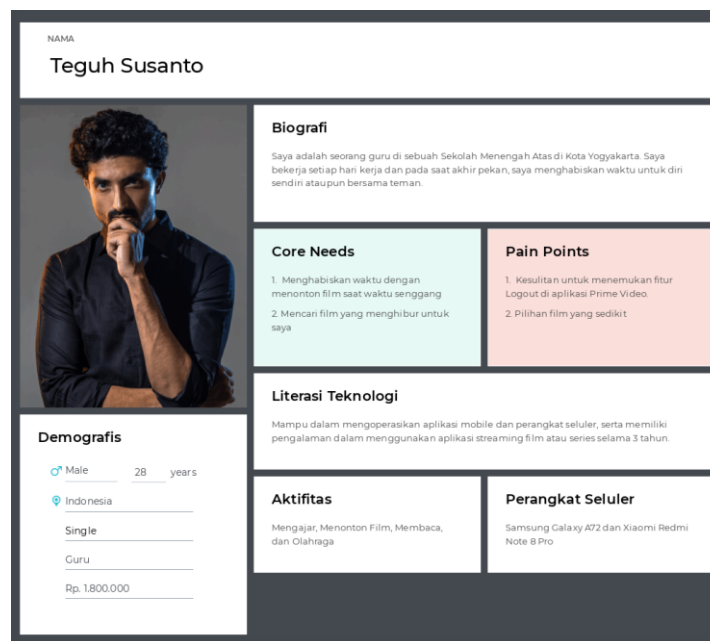 NAMA
Teguh Susanto
Biografi
Saya adalah seorang guru di sebuah Sekolah Menengah Atas di Kota Yogyakarta. Saya
bekerja setiap hari kerja dan pada saat akhir pekan, saya menghabiskan waktu untuk diri
sendiri ataupun bersama teman.
Core Needs
1. Menghabiskan waktu dengan
menonton film saat waktu senggang
2. Mencari film yang menghibur untuk
saya
Pain Points
1. Kesulitan untuk menemukan fitur
Logout di aplikasi Prime Video.
2. Pilihan film yang sedikit
Literasi Teknologi
Mampu dalam mengoperasikan aplikasi mobile dan perangkat seluler, serta memiliki
pengalaman dalam menggunakan aplikasi streaming film atau series selama 3 tahun.
Demografis
Male 28 years
Indonesia
Single
Guru
Rp. 1.800.000
Aktifitas
Mengajar, Menonton Film, Membaca,
dan Olahraga
Perangkat Seluler
Samsung Galaxy A72 dan Xiaomi Redmi
Note 8 Pro